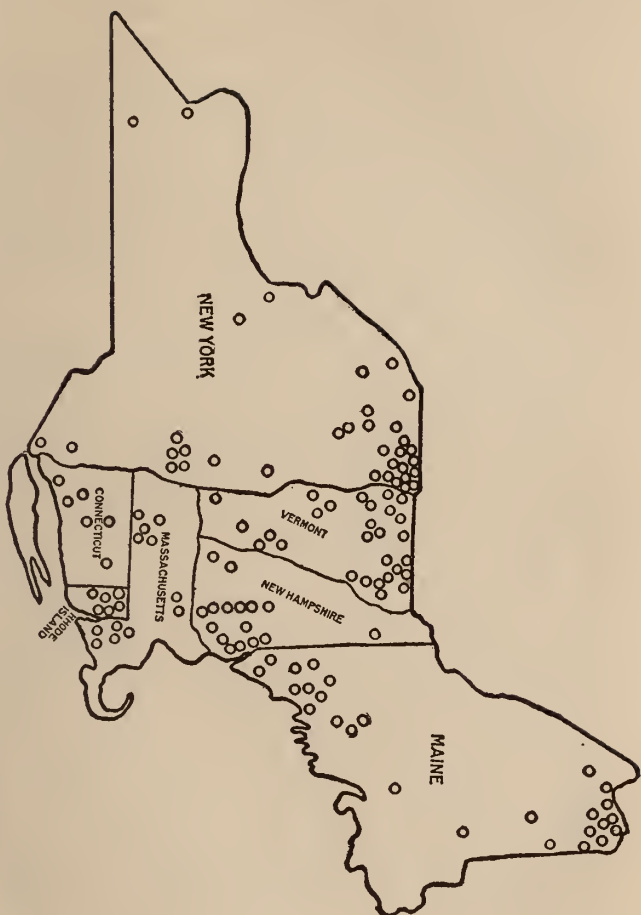 NEW YORK
VERMONT
NEW HAMPSHIRE
MAINE
MASSACHUSETTS
CONNECTICUT
RHODE
ISLAND